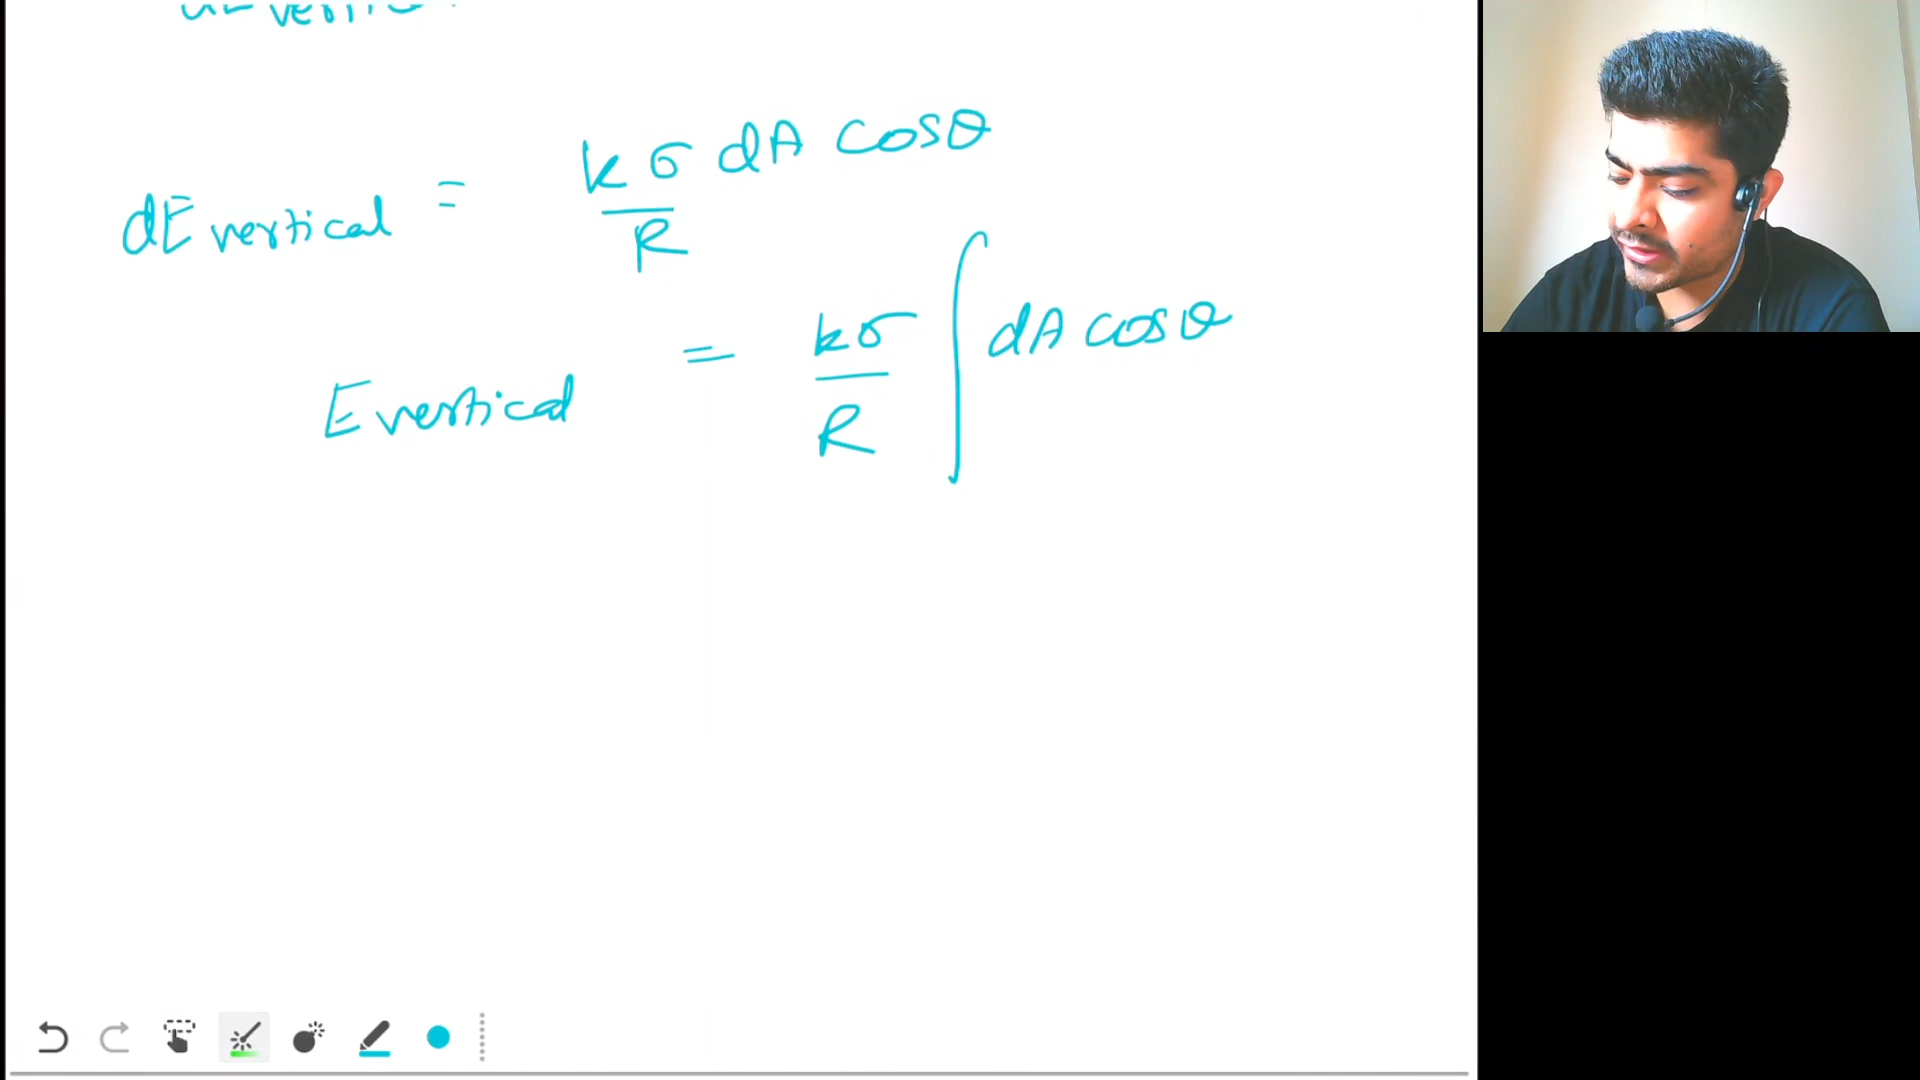 dE vertical = kσ dA cosθ / R
E vertical = kσ / R ∫ dA cosθ